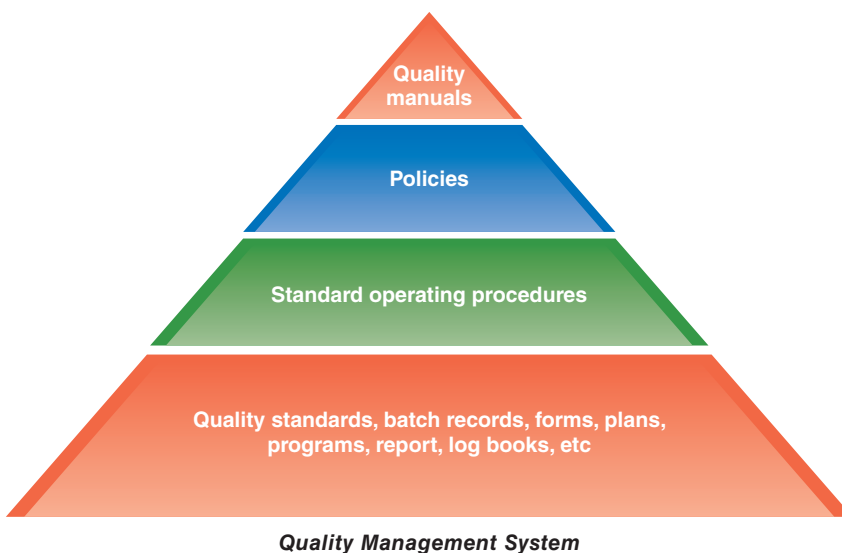 Quality
manuals
Policies
Standard operating procedures
Quality standards, batch records, forms, plans,
programs, report, log books, etc
Quality Management System